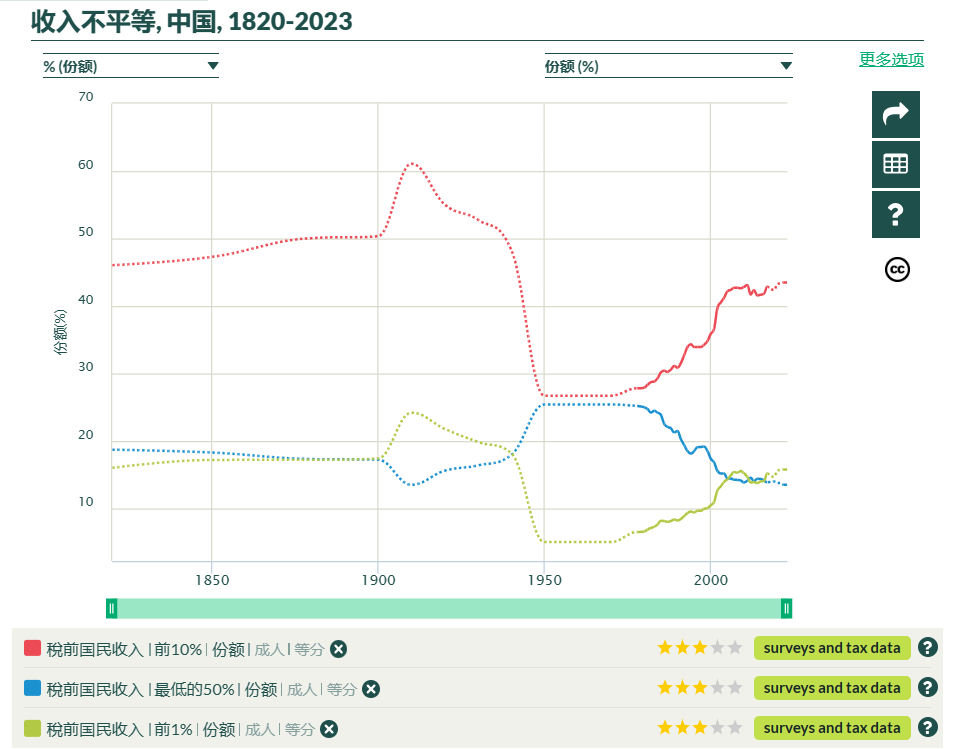 收入不平等, 中国, 1820-2023
% (份额)
份额 (%)
更多选项
70
60
50
40
30
20
10
份额(%)
1850
1900
1950
2000
?
cc
税前国民收入 | 前10% | 份额 | 成人 | 等分
surveys and tax data
?
税前国民收入 | 最低的50% | 份额 | 成人 | 等分
surveys and tax data
?
税前国民收入 | 前1% | 份额 | 成人 | 等分
surveys and tax data
?